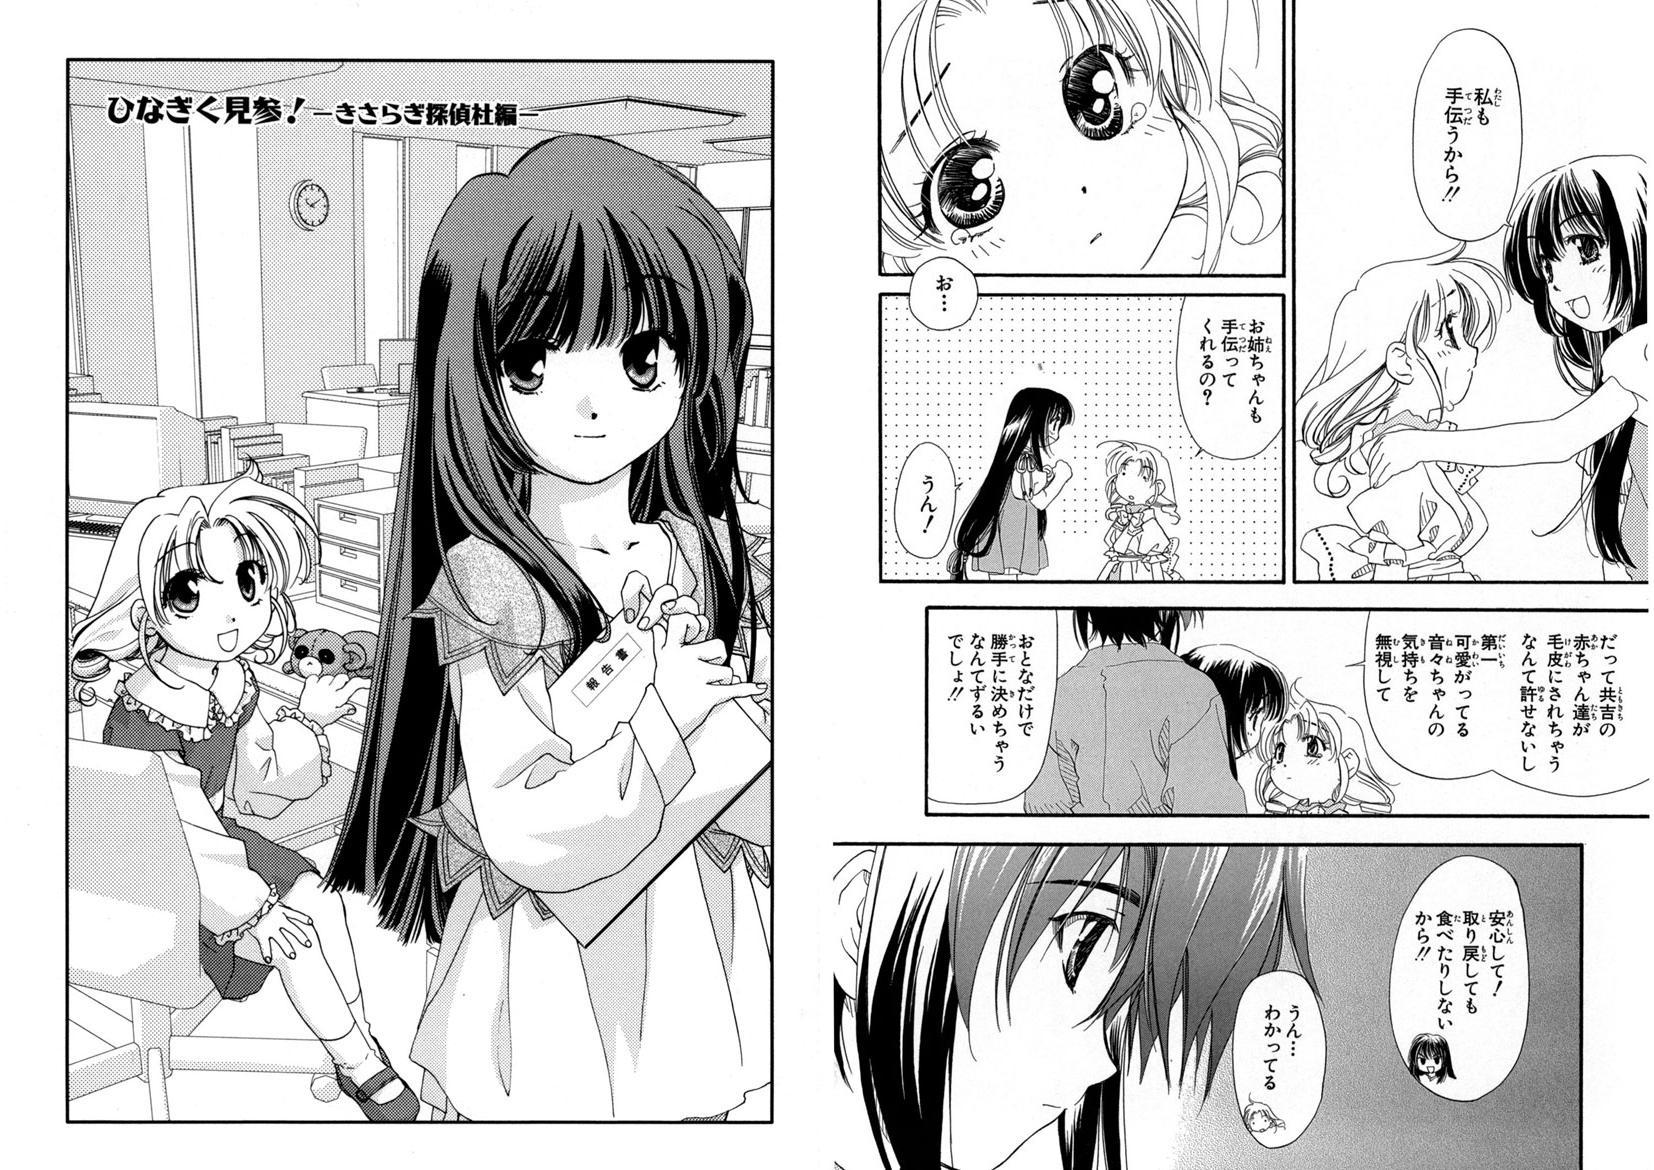 私も
手伝うから!!
お…
お姉ちゃんも
手伝って
くれるの?
うん!
だって共吉の
赤ちゃん達が
毛皮にされちゃう
なんて許せないし
第一
可愛がってる
音々ちゃんの
気持ちを
無視して
おとなだけで
勝手に決めちゃう
なんてずるい
でしょ!!
安心して!
取り戻しても
食べたりしない
から!!
うん…
わかってる
ひなぎく見参! ―きさらぎ探偵社編―
報告書